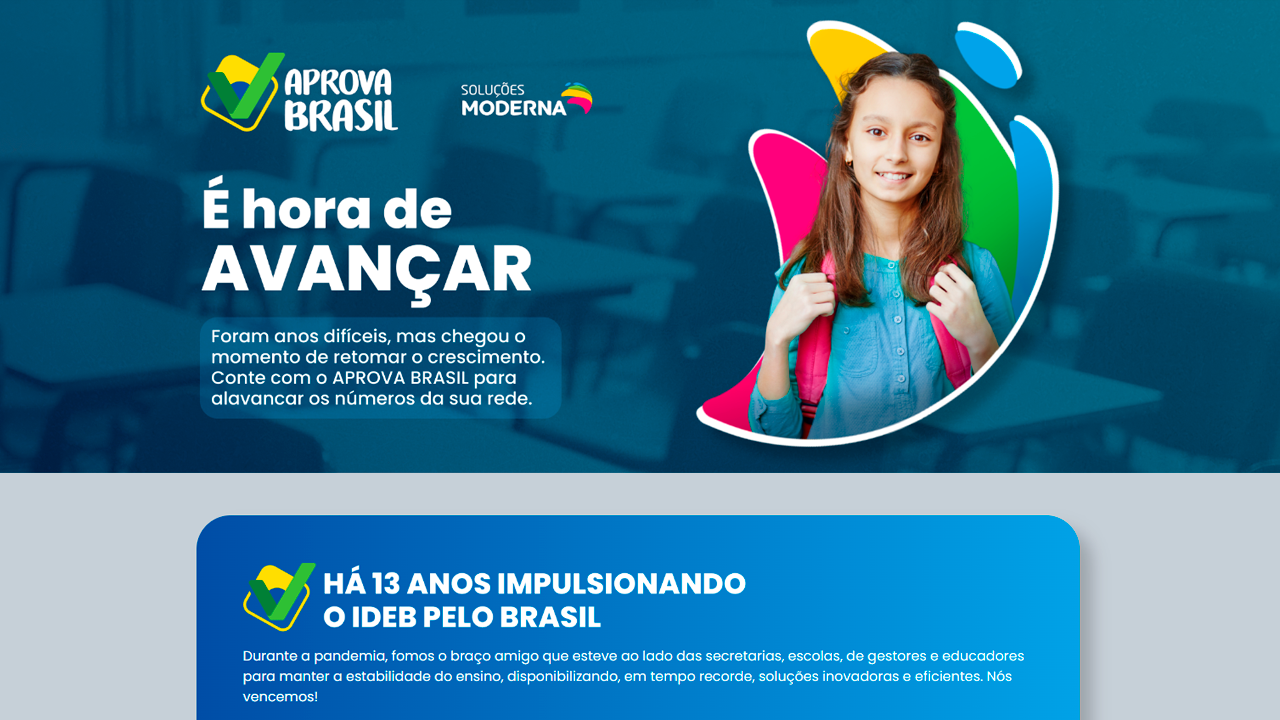 APROVA
BRASIL
SOLUÇÕES
MODERNA
É hora de
AVANÇAR
Foram anos difíceis, mas chegou o
momento de retomar o crescimento.
Conte com o APROVA BRASIL para
alavancar os números da sua rede.
HÁ 13 ANOS IMPULSIONANDO
O IDEB PELO BRASIL
Durante a pandemia, fomos o braço amigo que esteve ao lado das secretarias, escolas, de gestores e educadores
para manter a estabilidade do ensino, disponibilizando, em tempo recorde, soluções inovadoras e eficientes. Nós
vencemos!